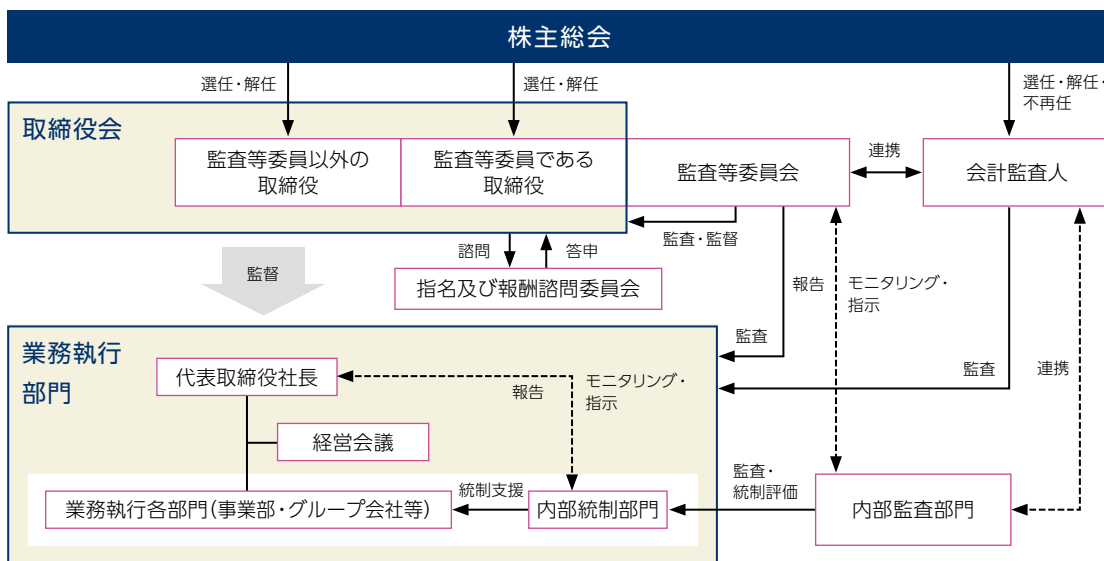 株主総会
選任・解任
選任・解任
選任・解任・
不再任
取締役会
監査等委員以外の
取締役
監査等委員である
取締役
監査等委員会
連携
会計監査人
監査・監督
諮問
答申
監督
指名及び報酬諮問委員会
報告
モニタリング・
指示
業務執行
部門
監査
監査
連携
代表取締役社長
報告
モニタリング・
指示
経営会議
業務執行各部門(事業部・グループ会社等)
統制支援
内部統制部門
監査・
統制評価
内部監査部門